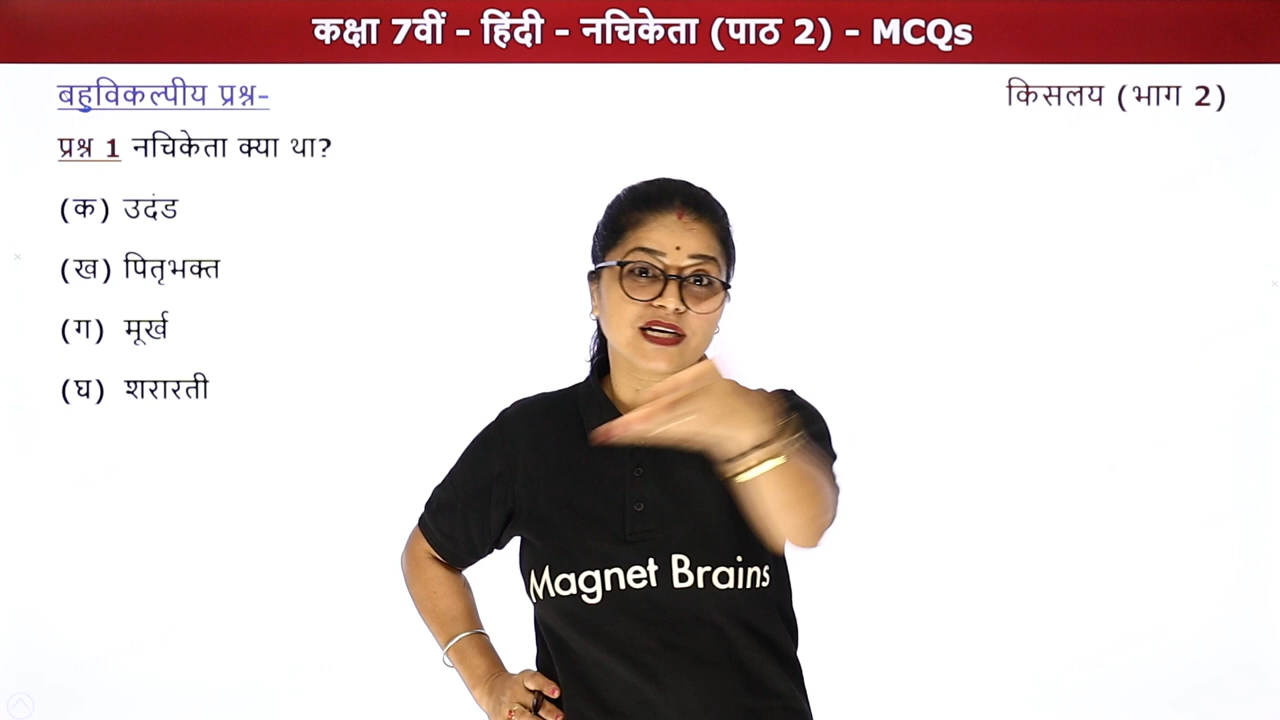 कक्षा 7वीं - हिंदी - नचिकेता (पाठ 2) - MCQs
बहुविकल्पीय प्रश्न-
किसलय (भाग 2)
प्रश्न 1 नचिकेता क्या था?
(क) उदंड
(ख) पितृभक्त
(ग) मूर्ख
(घ) शरारती
Magnet Brains